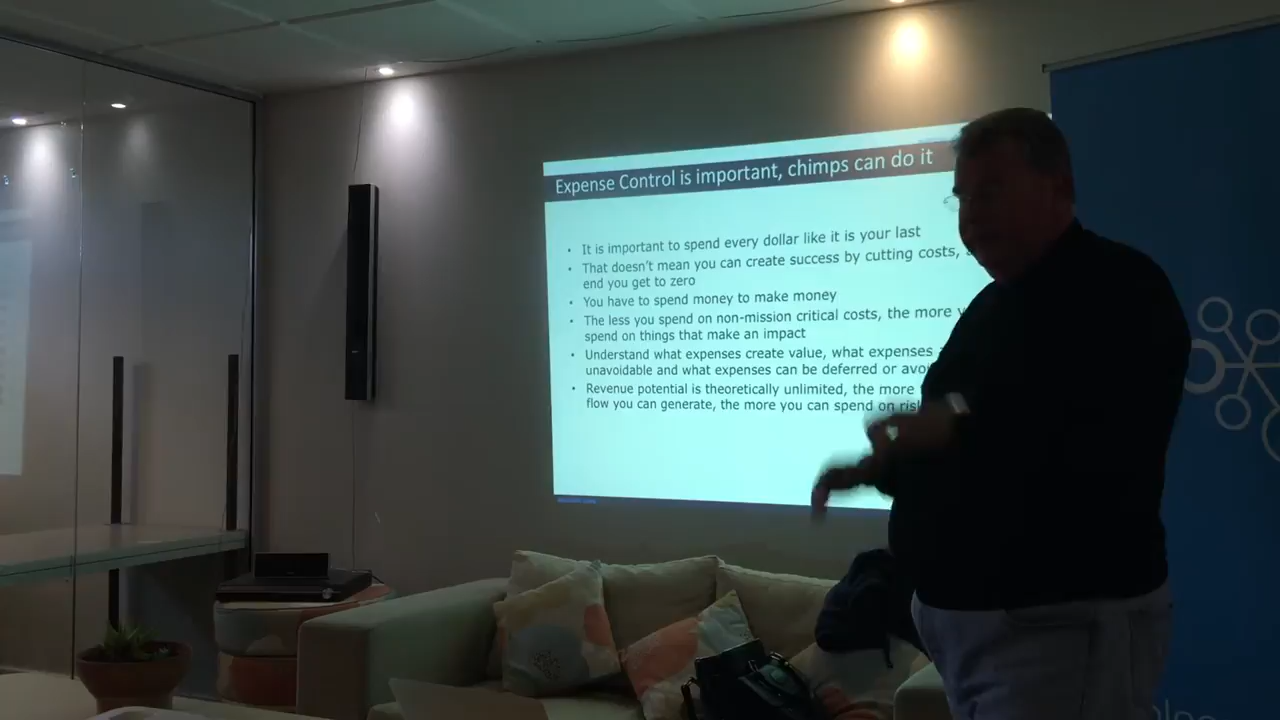 Expense Control is important, chimps can do it
• It is important to spend every dollar like it is your last
• That doesn't mean you can create success by cutting costs,
end you get to zero
• You have to spend money to make money
• The less you spend on non-mission critical costs, the more
spend on things that make an impact
• Understand what expenses create value, what expenses
unavoidable and what expenses can be deferred or
• Revenue potential is theoretically unlimited, the more
flow you can generate, the more you can spend on